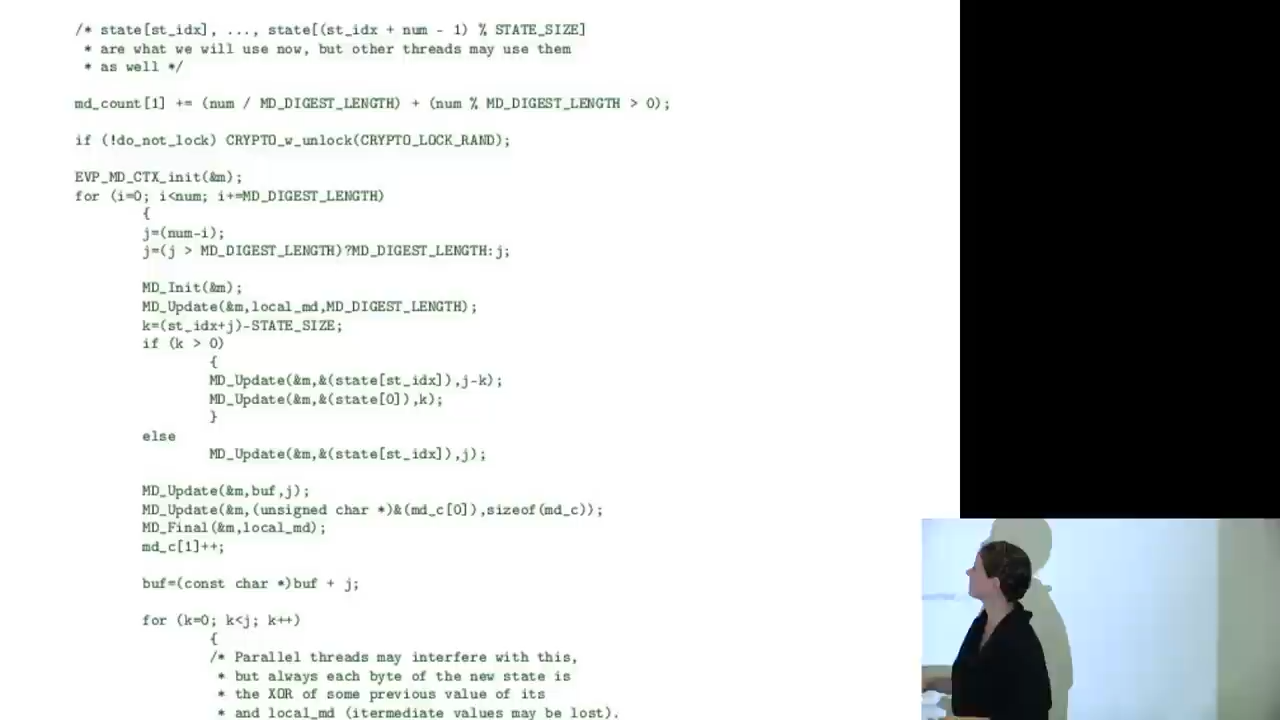 /* state[st_idx], ..., state[(st_idx + num - 1) % STATE_SIZE]
* are what we will use now, but other threads may use them
* as well */
md_count[1] += (num / MD_DIGEST_LENGTH) + (num % MD_DIGEST_LENGTH > 0);
if (!do_not_lock) CRYPTO_w_unlock(CRYPTO_LOCK_RAND);
EVP_MD_CTX_init(&m);
for (i=0; i<num; i+=MD_DIGEST_LENGTH)
{
j=(num-i);
j=(j > MD_DIGEST_LENGTH)?MD_DIGEST_LENGTH:j;
MD_Init(&m);
MD_Update(&m,local_md,MD_DIGEST_LENGTH);
k=(st_idx+j)-STATE_SIZE;
if (k > 0)
{
MD_Update(&m,&(state[st_idx]),j-k);
MD_Update(&m,&(state[0]),k);
}
else
MD_Update(&m,&(state[st_idx]),j);
MD_Update(&m,buf,j);
MD_Update(&m,(unsigned char *)&(md_c[0]),sizeof(md_c));
MD_Final(&m,local_md);
md_c[1]++;
buf=(const char *)buf + j;
for (k=0; k<j; k++)
{
/* Parallel threads may interfere with this,
* but always each byte of the new state is
* the XOR of some previous value of its
* and local_md (itermediate values may be lost).